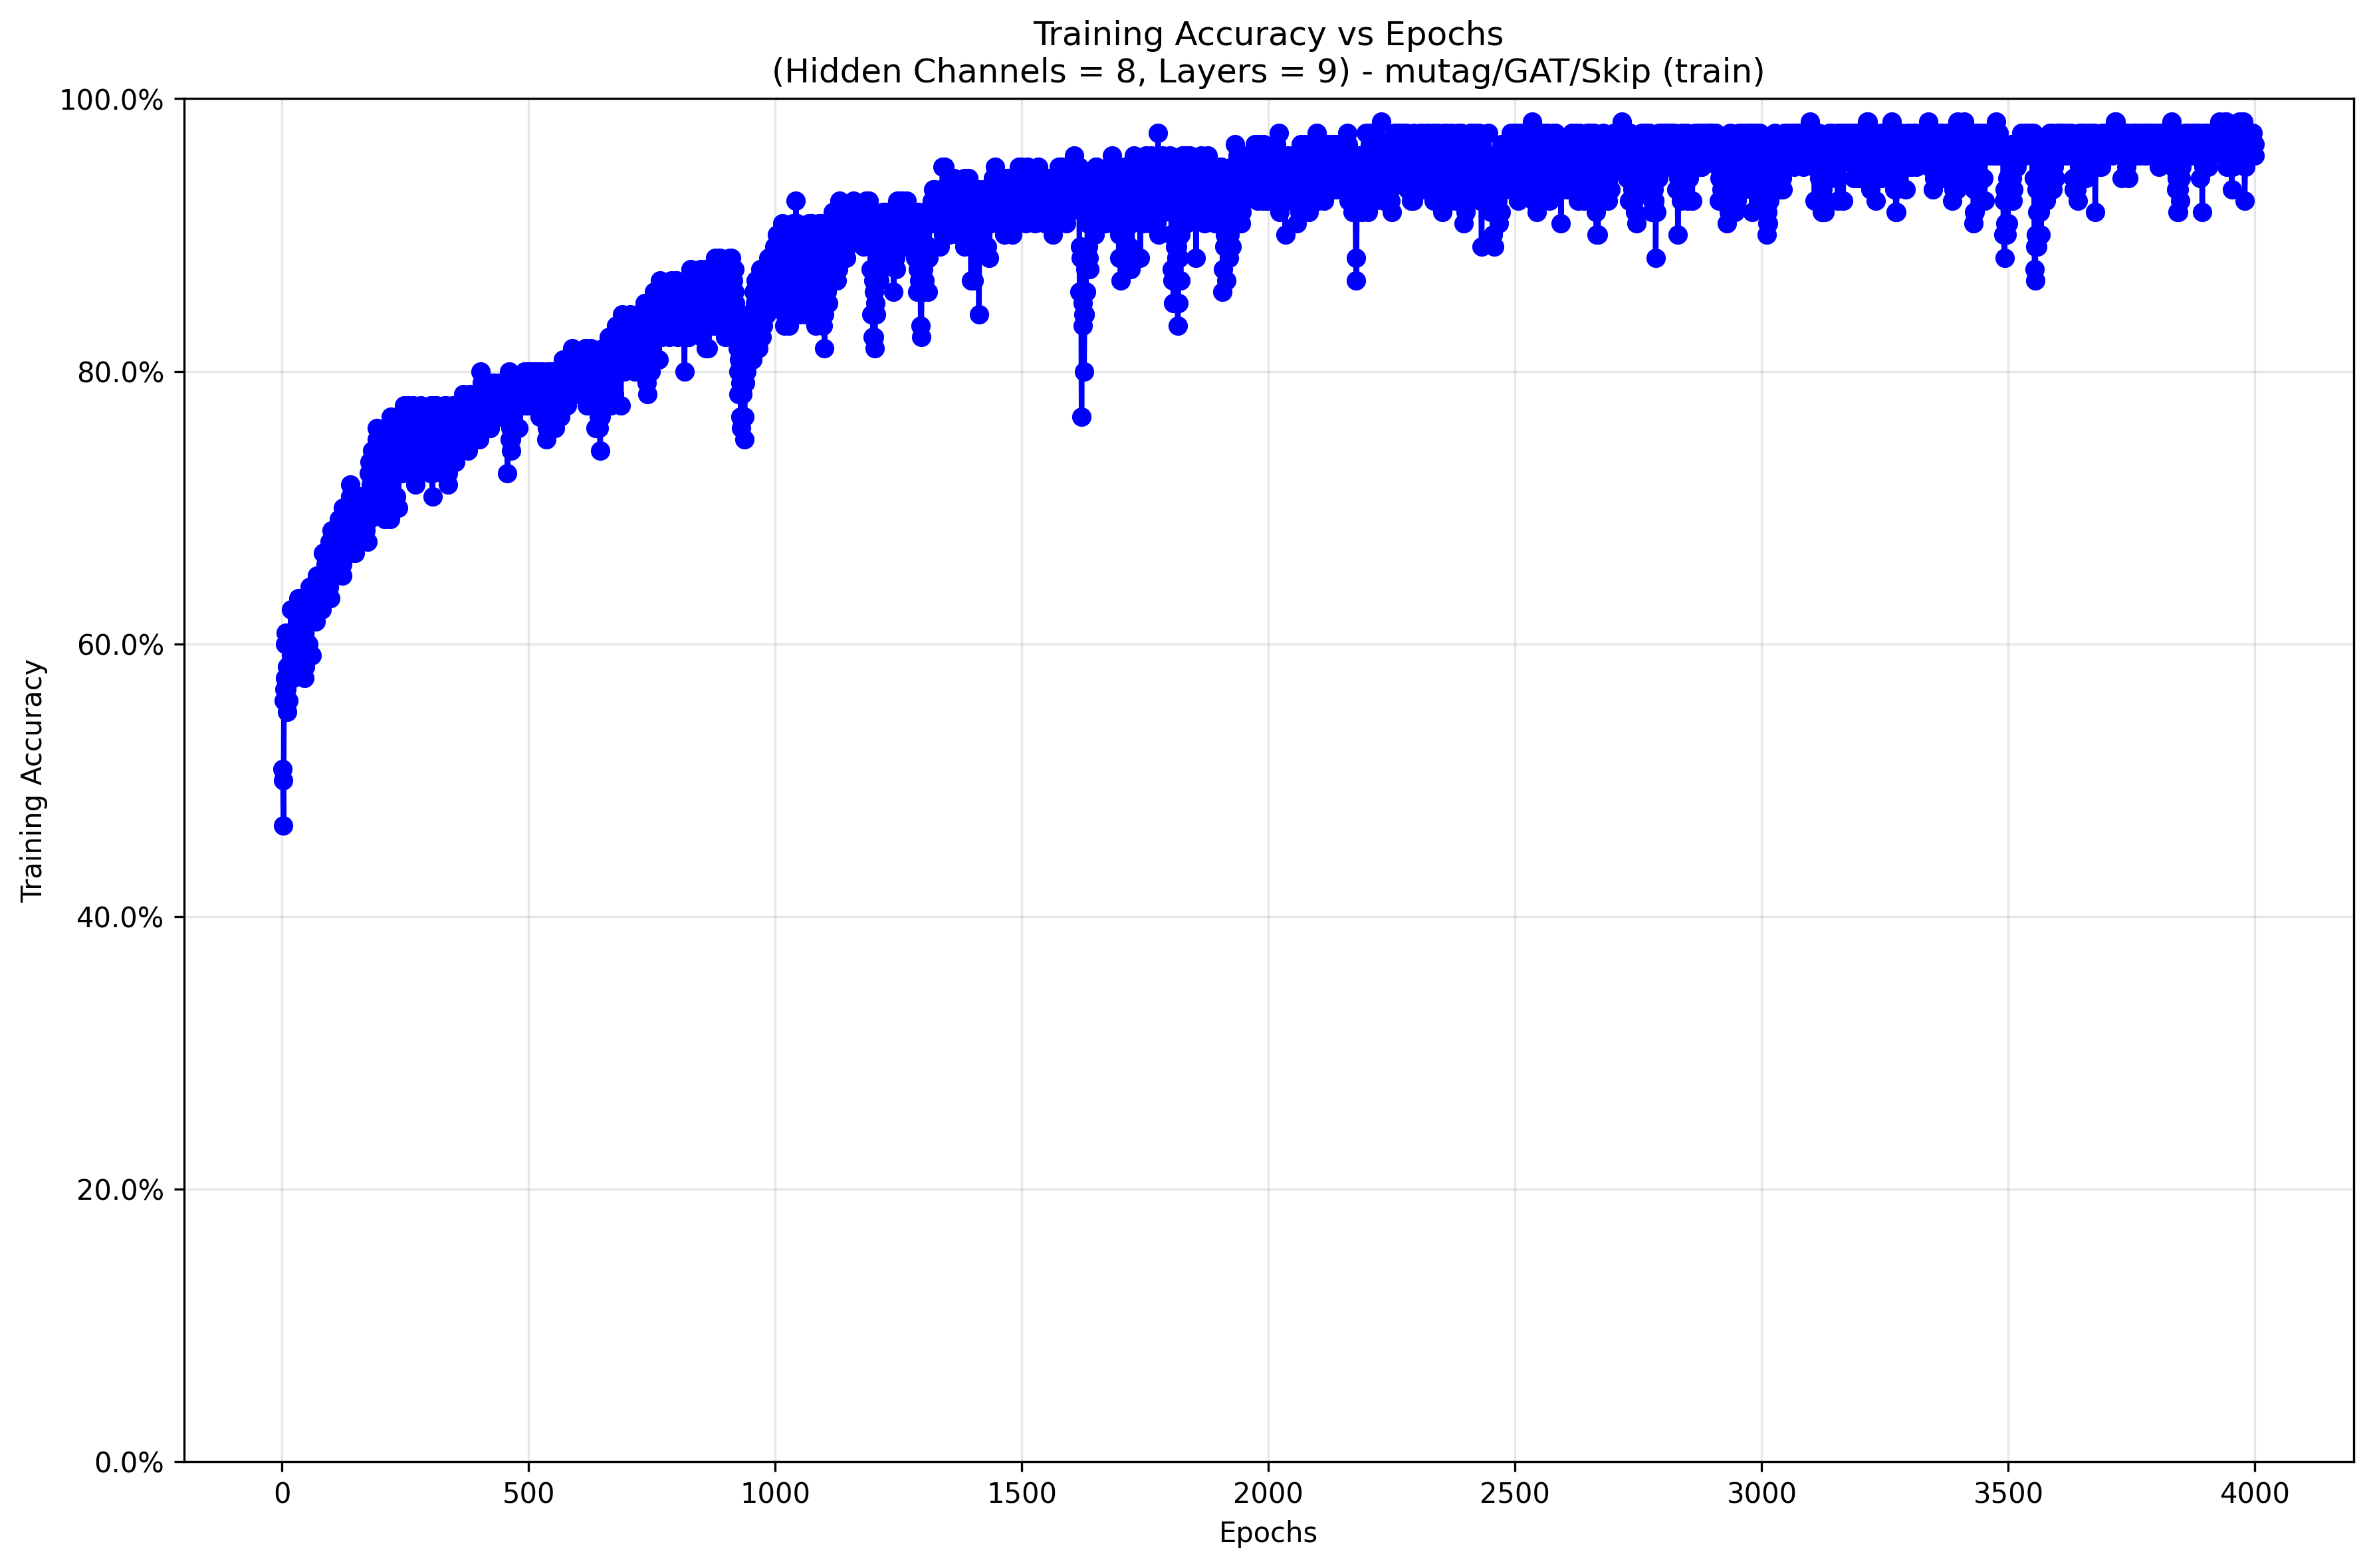 Training Accuracy vs Epochs
(Hidden Channels = 8, Layers = 9) - mutag/GAT/Skip (train)
100.0%
80.0%
60.0%
40.0%
20.0%
0.0%
Training Accuracy
0 500 1000 1500 2000 2500 3000 3500 4000
Epochs